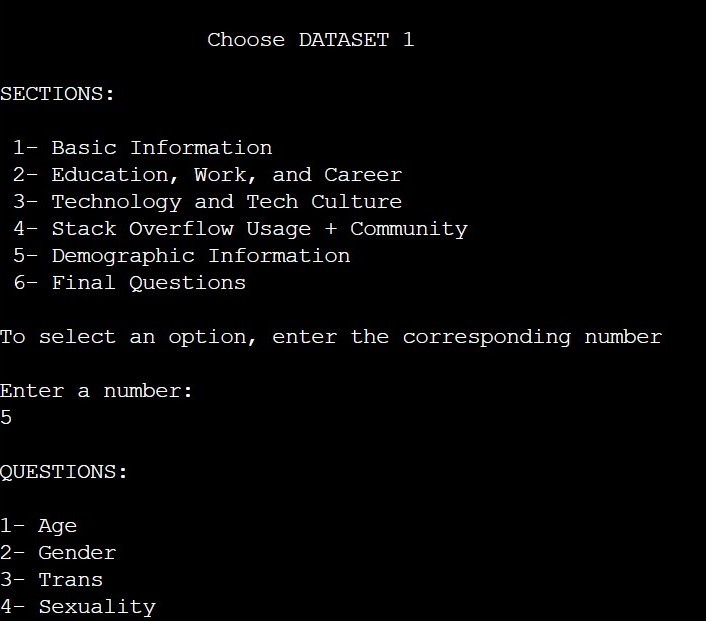 Choose DATASET 1
SECTIONS:
1- Basic Information
2- Education, Work, and Career
3- Technology and Tech Culture
4- Stack Overflow Usage + Community
5- Demographic Information
6- Final Questions
To select an option, enter the corresponding number
Enter a number:
5
QUESTIONS:
1- Age
2- Gender
3- Trans
4- Sexuality